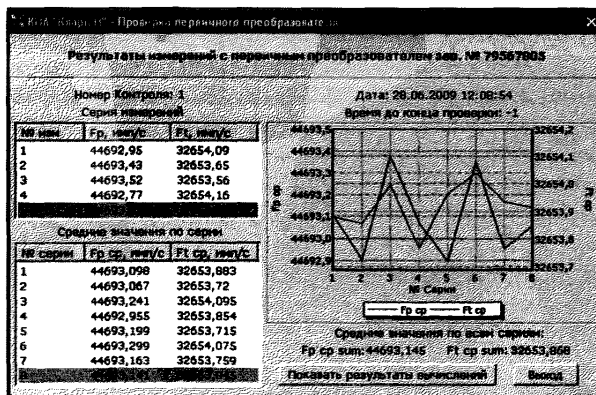 КПА "Кварц-П" - Проверка первичного преобразователя
Результаты измерений с первичным преобразователем зав. № 79567805
Номер Контроля: 1
Дата: 28.06.2009 12:08:54
Серия измерений
Время до конца проверки: -1
№ изм Fp, имп/с Ft, имп/с
1 44692,95 32654,09
2 44693,43 32653,65
3 44693,52 32653,56
4 44692,77 32654,16
Средние значения по серии
№ серии Fp ср, имп/с Ft ср, имп/с
1 44693,098 32653,883
2 44693,067 32653,72
3 44693,241 32654,095
4 44692,955 32653,854
5 44693,199 32653,715
6 44693,299 32654,075
7 44693,163 32653,759
44693,5 32654,2
44693,4 32654,1
44693,3
44693,2 32654,0
44693,1 32653,9
44693,0 32653,8
44692,9 32653,7
1 2 3 4 5 6 7 8
№ Серии
Fp ср Ft ср
Средние значения по всем сериям:
Fp ср sum: 44693,145 Ft ср sum: 32653,868
Показать результаты вычислений Выход